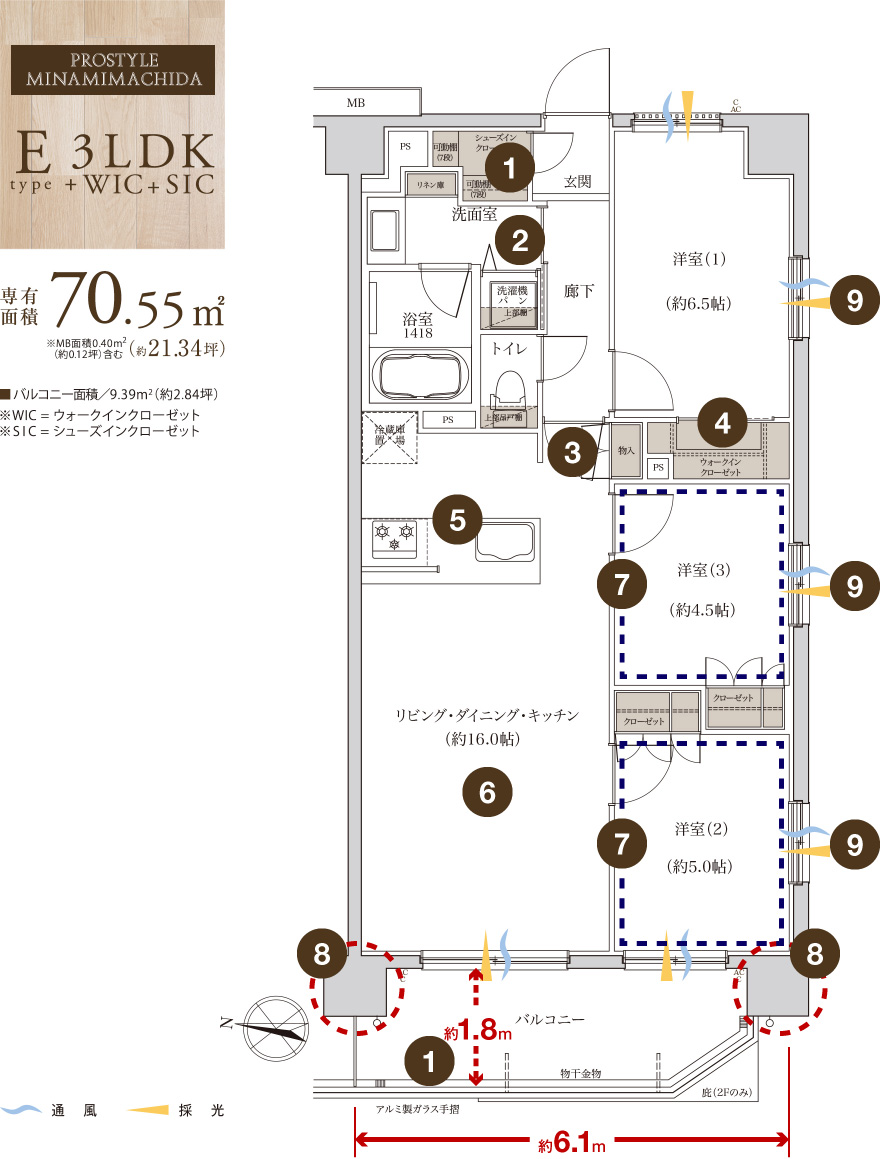 PROSTYLE
MINAMIMACHIDA
E 3LDK
type +WIC+SIC
専有面積 70.55㎡
※MB面積0.40m²
(約0.12坪)含む (約21.34坪)
■バルコニー面積／9.39m²(約2.84坪)
※WIC＝ウォークインクローゼット
※SIC＝シューズインクローゼット
MB
C
AC
PS
可動棚
(7段)
シューズイン
クロー
1
可動棚
(7段)
リネン庫
玄関
洗面室
2
洋室(1)
(約6.5帖)
9
廊下
洗濯機
パン
上部棚
浴室
1418
トイレ
上部吊戸棚
PS
冷蔵庫
置場
3
物入
4
PS
ウォークイン
クローゼット
5
7
洋室(3)
(約4.5帖)
9
クローゼット
クローゼット
リビング・ダイニング・キッチン
(約16.0帖)
6
7
洋室(2)
(約5.0帖)
9
8
8
AC
C
AC
C
N
バルコニー
約1.8m
1
物干金物
庇(2Fのみ)
アルミ製ガラス手摺
通風
採光
約6.1m